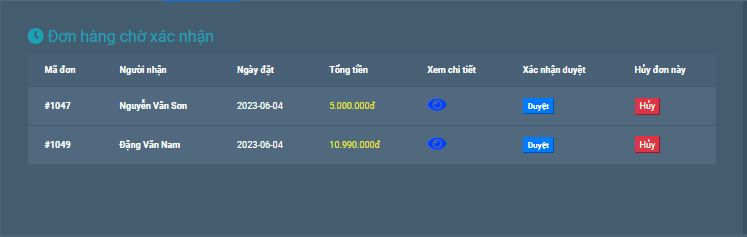 Đơn hàng chờ xác nhận
Mã đơn Người nhận Ngày đặt Tổng tiền Xem chi tiết Xác nhận duyệt Hủy đơn này
#1047 Nguyễn Văn Sơn 2023-06-04 5.000.000đ Duyệt Hủy
#1049 Đặng Văn Nam 2023-06-04 10.990.000đ Duyệt Hủy